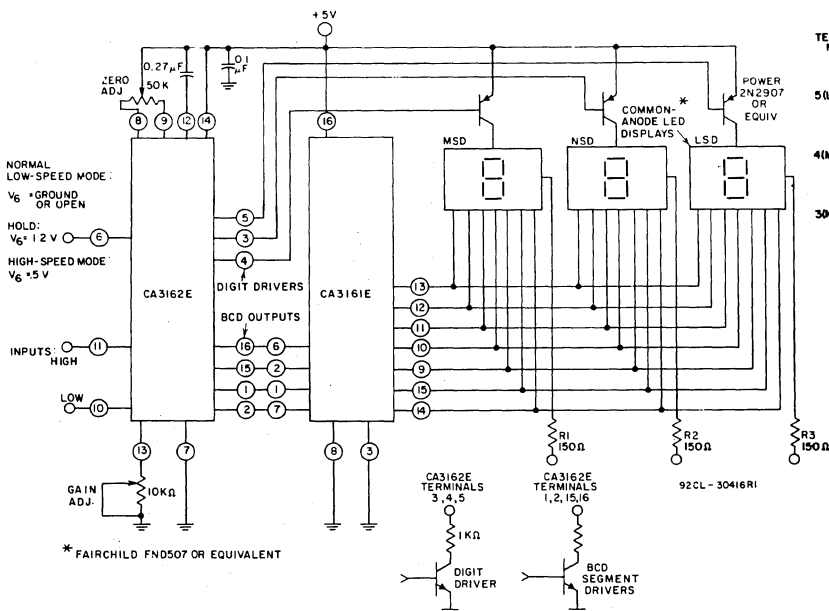 +5V
0.27µF
0.1
µF
ZERO
ADJ
50 K
8
9
12
14
16
TE
POWER
2N2907
OR
EQUIV
5(L
COMMON-
ANODE LED
DISPLAYS
*
MSD
NSD
LSD
4(M
NORMAL
LOW-SPEED MODE:
V6 = GROUND
OR OPEN
HOLD:
V6 = 1.2 V
HIGH-SPEED MODE:
V6 = .5 V
6
5
3
4
CA3162E
CA3161E
DIGIT DRIVERS
BCD OUTPUTS
INPUTS:
HIGH
11
LOW
10
16
6
15
2
1
1
2
7
13
12
11
10
9
15
14
13
7
8
3
GAIN
ADJ.
10KΩ
R1
150Ω
R2
150Ω
R3
150Ω
92CL-30416R1
CA3162E
TERMINALS
3,4,5
1KΩ
DIGIT
DRIVER
CA3162E
TERMINALS
1,2,15,16
BCD
SEGMENT
DRIVERS
* FAIRCHILD FND507 OR EQUIVALENT